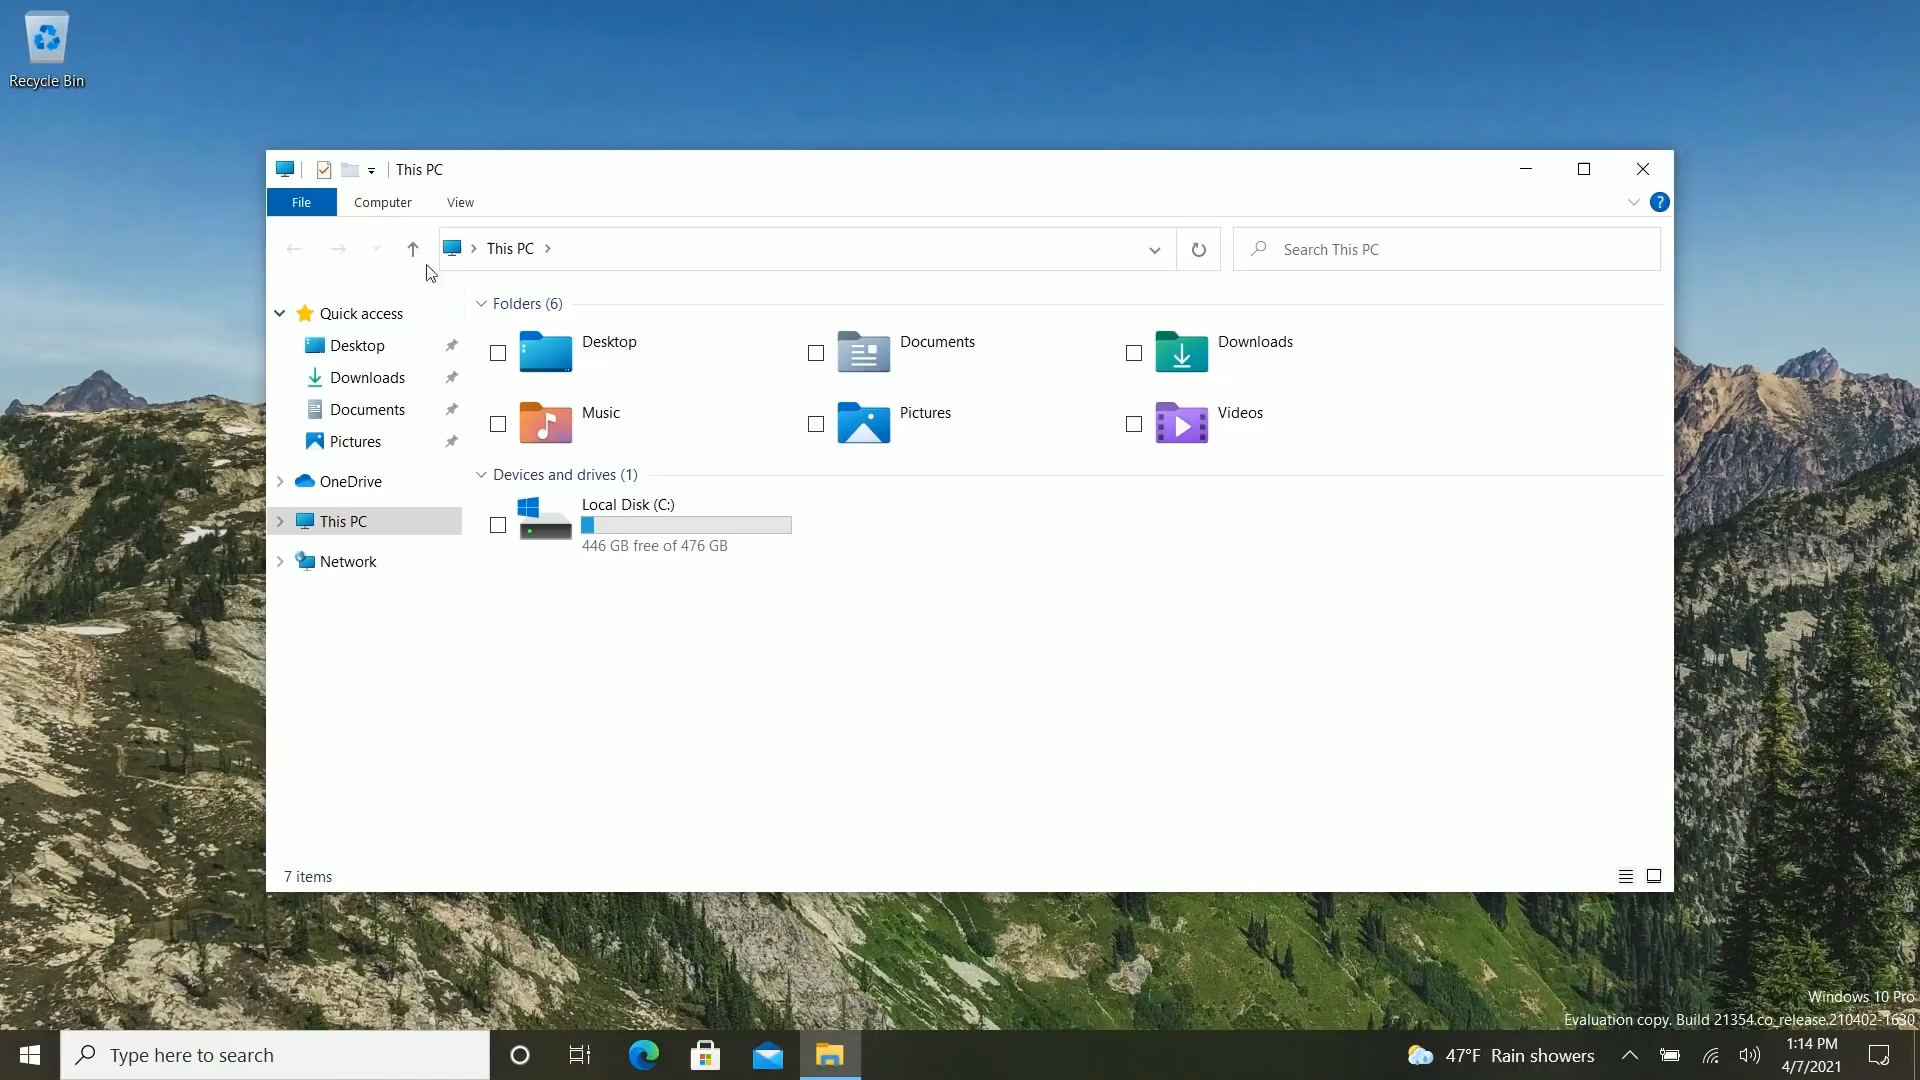 Recycle Bin
This PC
File
Computer
View
This PC
Search This PC
Quick access
Desktop
Downloads
Documents
Pictures
OneDrive
This PC
Network
Folders (6)
Desktop
Documents
Downloads
Music
Pictures
Videos
Devices and drives (1)
Local Disk (C:)
446 GB free of 476 GB
7 items
Windows 10 Pro
Evaluation copy. Build 21354.co_release.210402-1630
Type here to search
47°F Rain showers
1:14 PM
4/7/2021